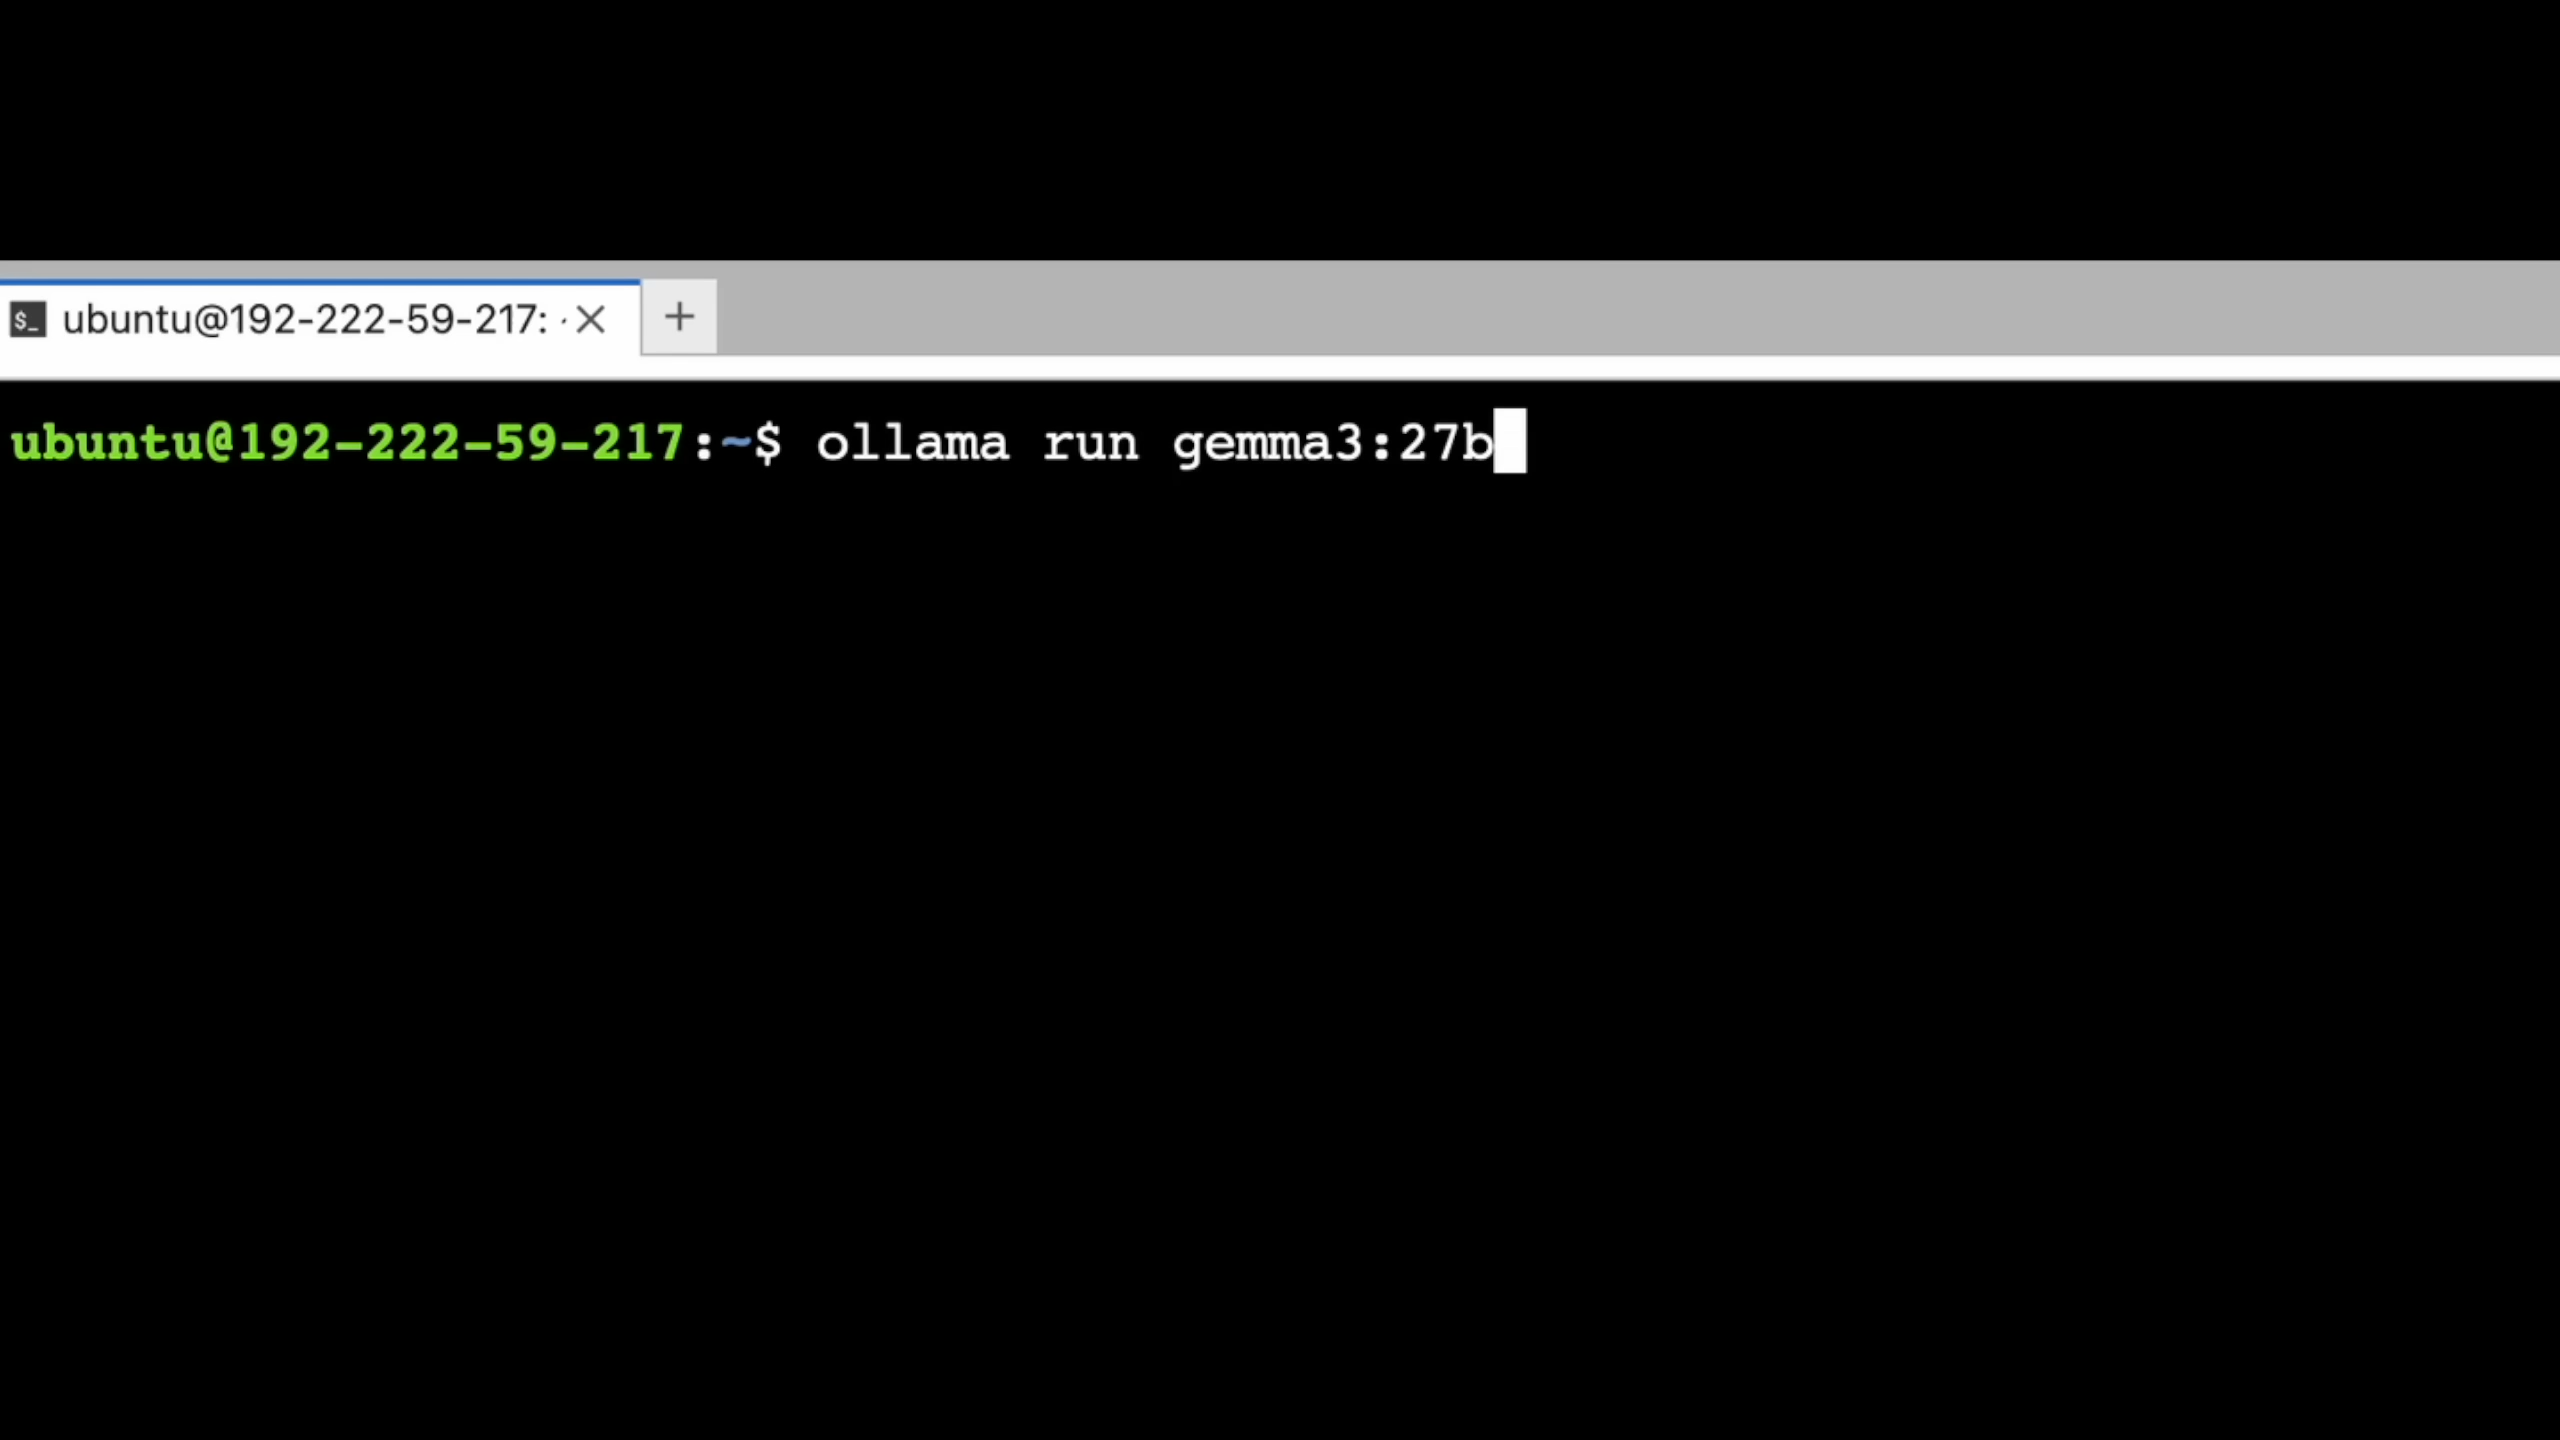 $_ ubuntu@192-222-59-217: × +
ubuntu@192-222-59-217:~$ ollama run gemma3:27b